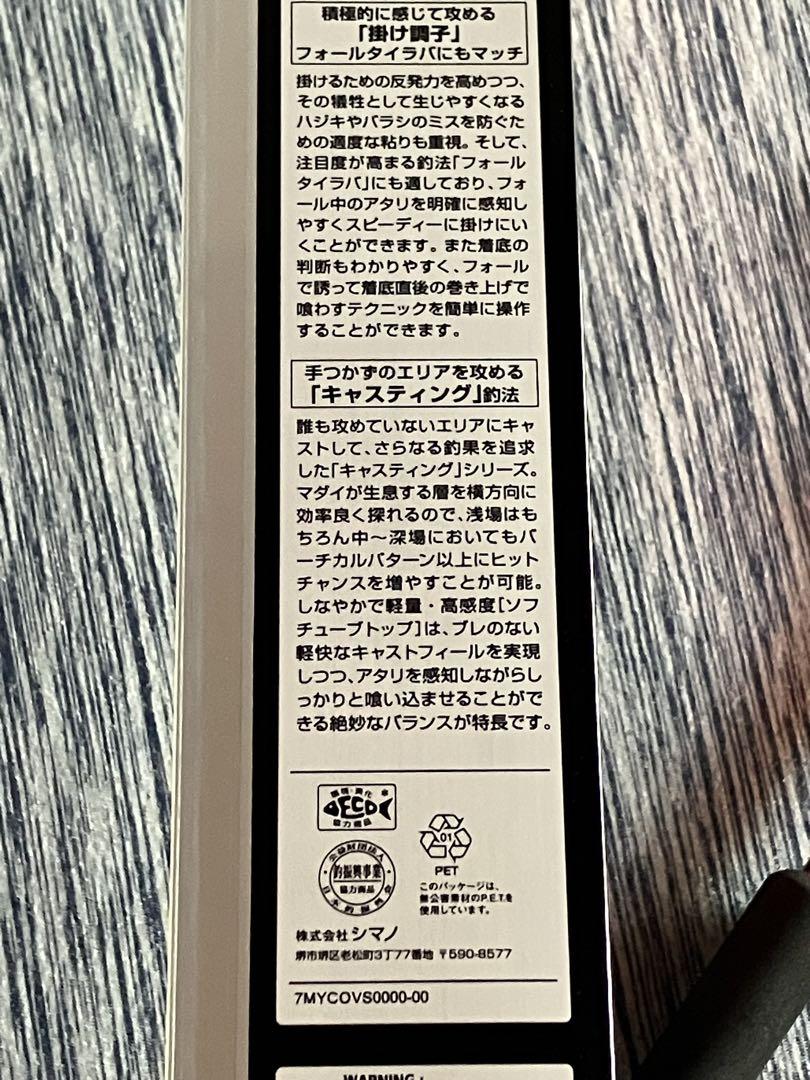 積極的に感じて攻める
「掛け調子」
フォールタイラバにもマッチ
掛けるための反発力を高めつつ、
その犠牲として生じやすくなる
ハジキやバラシのミスを防ぐた
めの適度な粘りも重視。そして、
注目度が高まる釣法「フォール
タイラバ」にも適しており、フォ
ール中のアタリを明確に感知し
やすくスピーディーに掛けにい
くことができます。また着底の
判断もわかりやすく、フォール
で誘って着底直後の巻き上げで
喰わすテクニックを簡単に操作
することができます。
手つかずのエリアを攻める
「キャスティング」釣法
誰も攻めていないエリアにキャ
ストして、さらなる釣果を追求
した「キャスティング」シリーズ。
マダイが生息する層を横方向に
効率良く探れるので、浅場はも
ちろん中〜深場においてもバ
ーチカルパターン以上にヒット
チャンスを増やすことが可能。
しなやかで軽量・高感度[ソフ
チューブトップ]は、ブレのない
軽快なキャストフィールを実現
しつつ、アタリを感知しながらし
っかりと喰い込ませることがで
きる絶妙なバランスが特長です。
環境・美化
ECO
協力商品
公益財団法人
釣振興事業
協力商品
日本釣振興会
01
PET
このパッケージは、
無公害素材のP.E.T.を
使用しています。
株式会社シマノ
堺市堺区老松町3丁77番地 〒590-8577
7MYCOVS0000-00
WARNING: